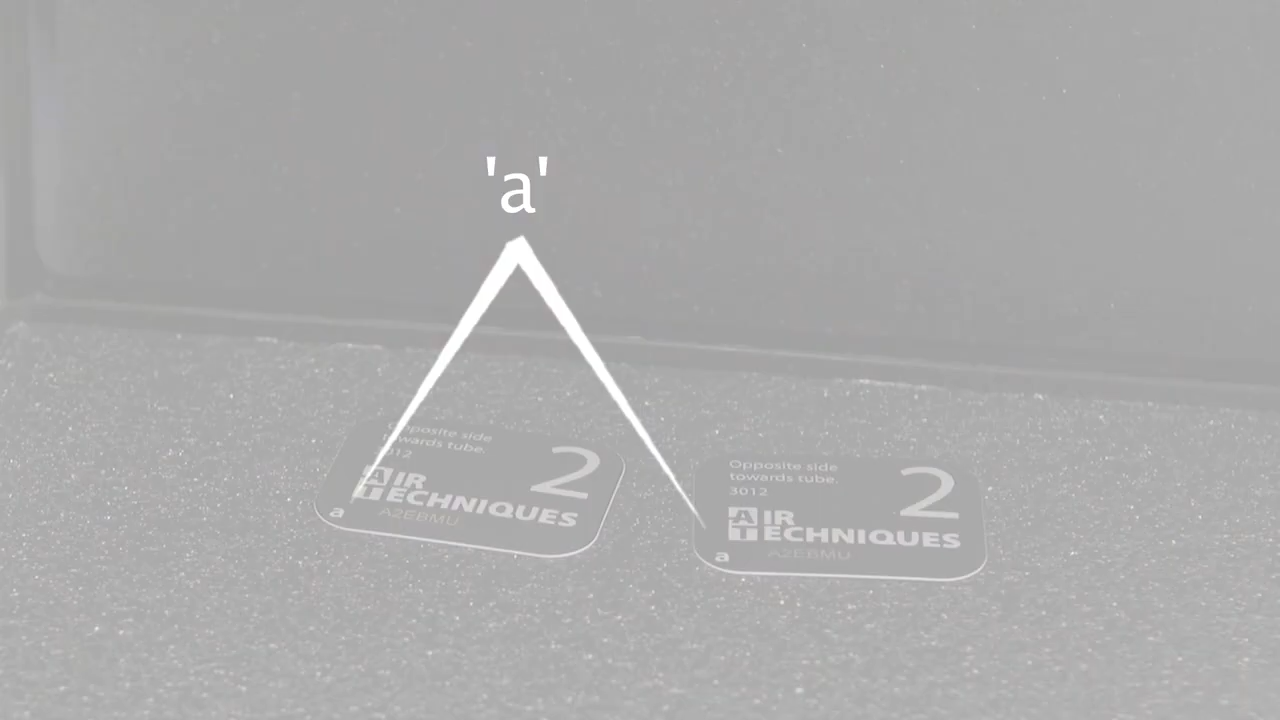 'a'
Opposite side
towards tube.
3012
2
AIR
TECHNIQUES
A2EBMU
a
Opposite side
towards tube.
3012
2
AIR
TECHNIQUES
A2EBMU
a